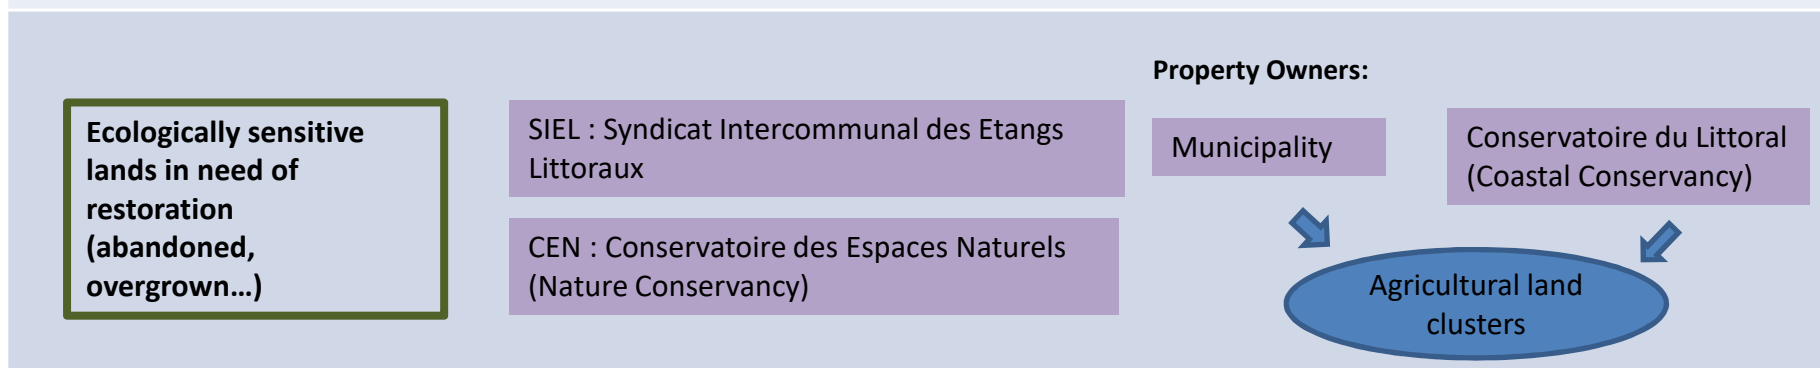 Ecologically sensitive
lands in need of
restoration
(abandoned,
overgrown…)
SIEL : Syndicat Intercommunal des Etangs
Littoraux
CEN : Conservatoire des Espaces Naturels
(Nature Conservancy)
Property Owners:
Municipality
Conservatoire du Littoral
(Coastal Conservancy)
Agricultural land
clusters